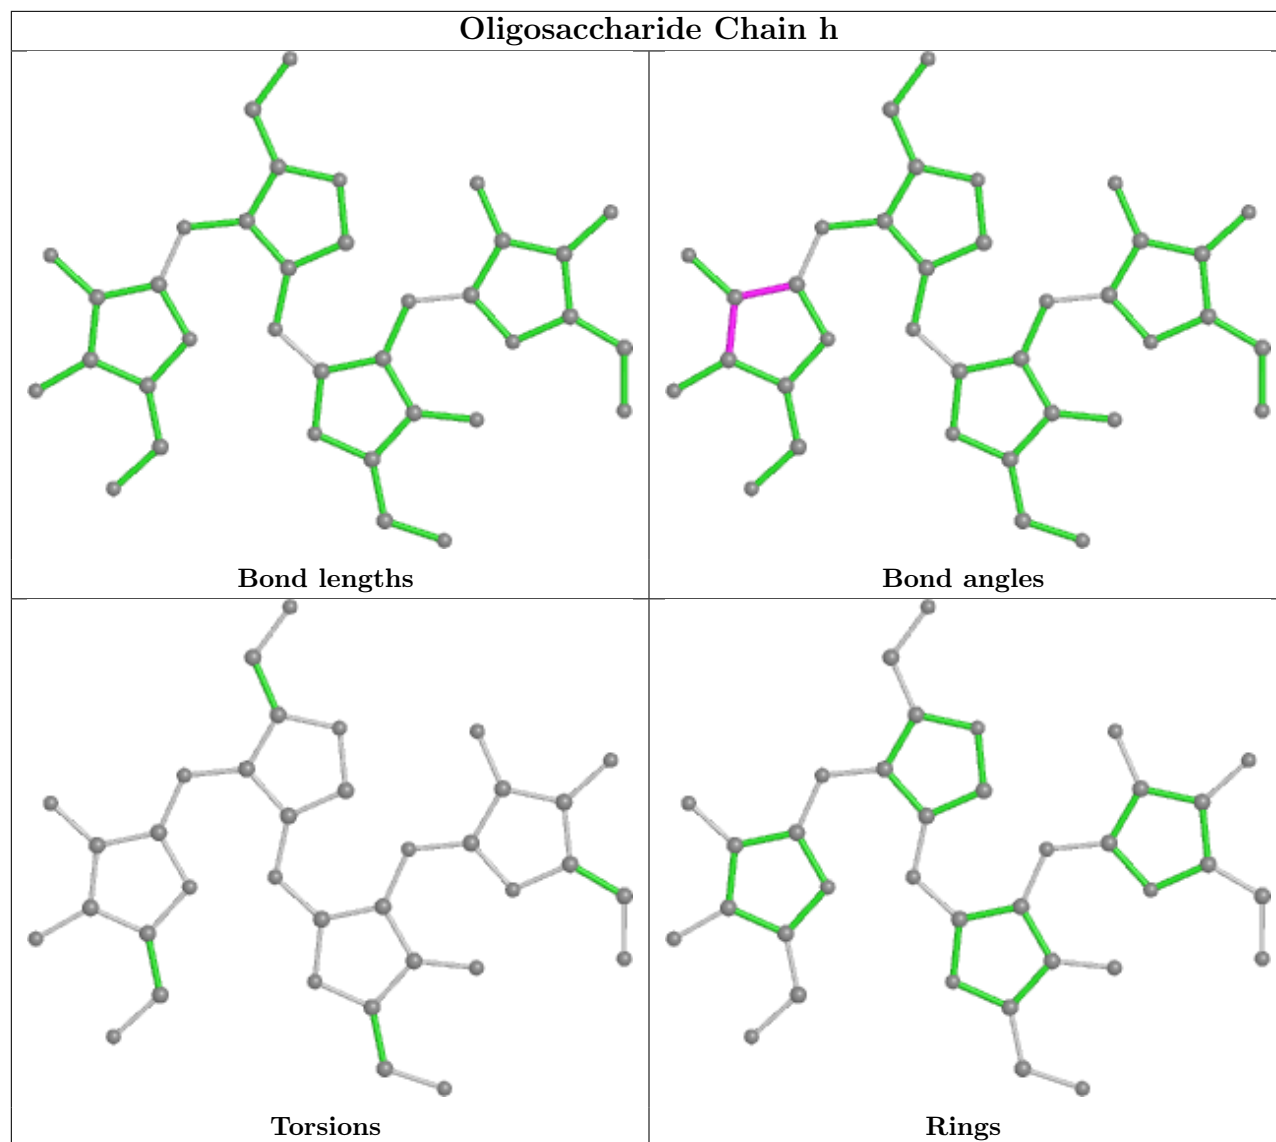 Oligosaccharide Chain h
Bond lengths
Bond angles
Torsions
Rings